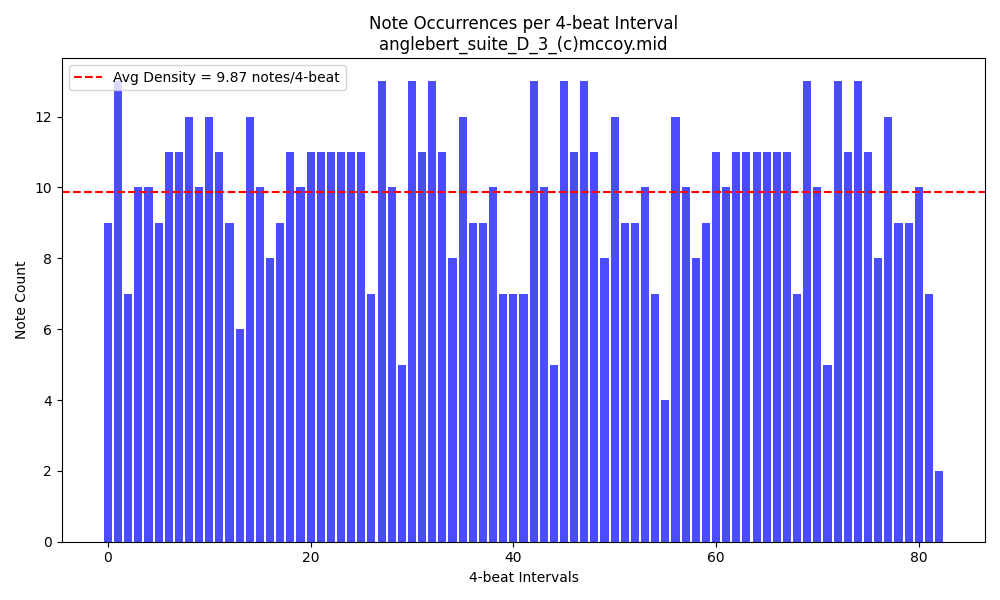 Note Occurrences per 4-beat Interval
anglebert_suite_D_3_(c)mccoy.mid
Avg Density = 9.87 notes/4-beat
Note Count
12
10
8
6
4
2
0
0 20 40 60 80
4-beat Intervals